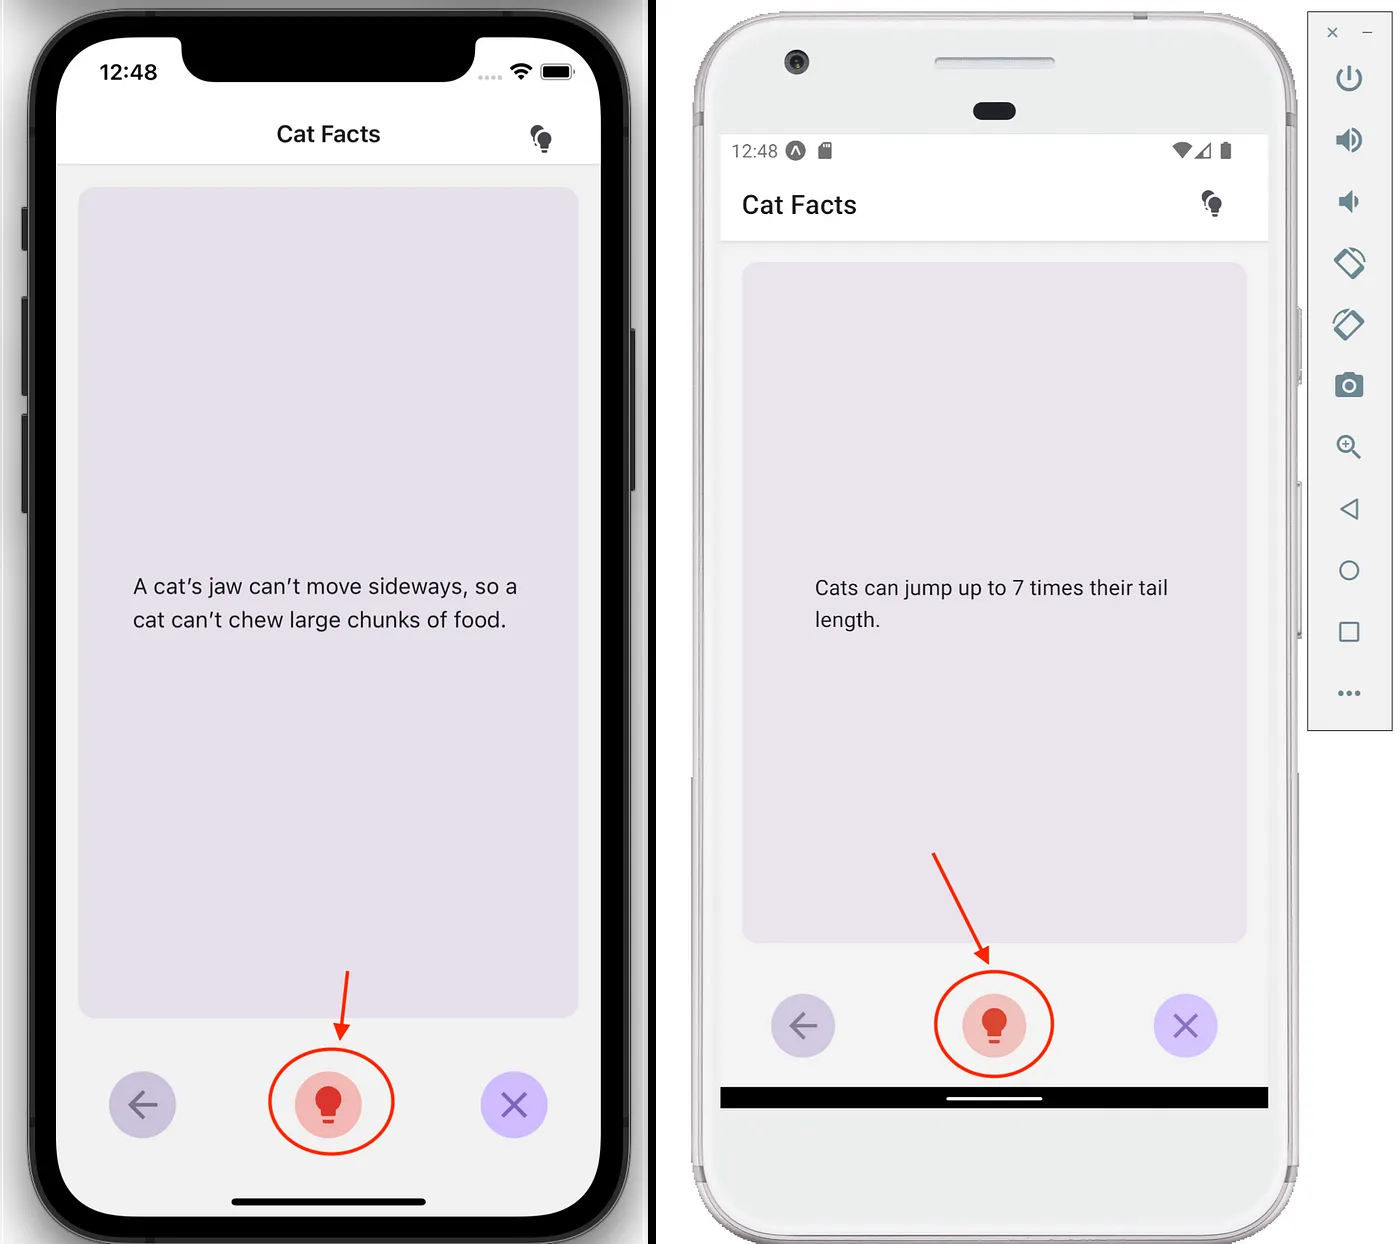 12:48
Cat Facts
A cat’s jaw can’t move sideways, so a
cat can’t chew large chunks of food.
12:48
Cat Facts
Cats can jump up to 7 times their tail
length.